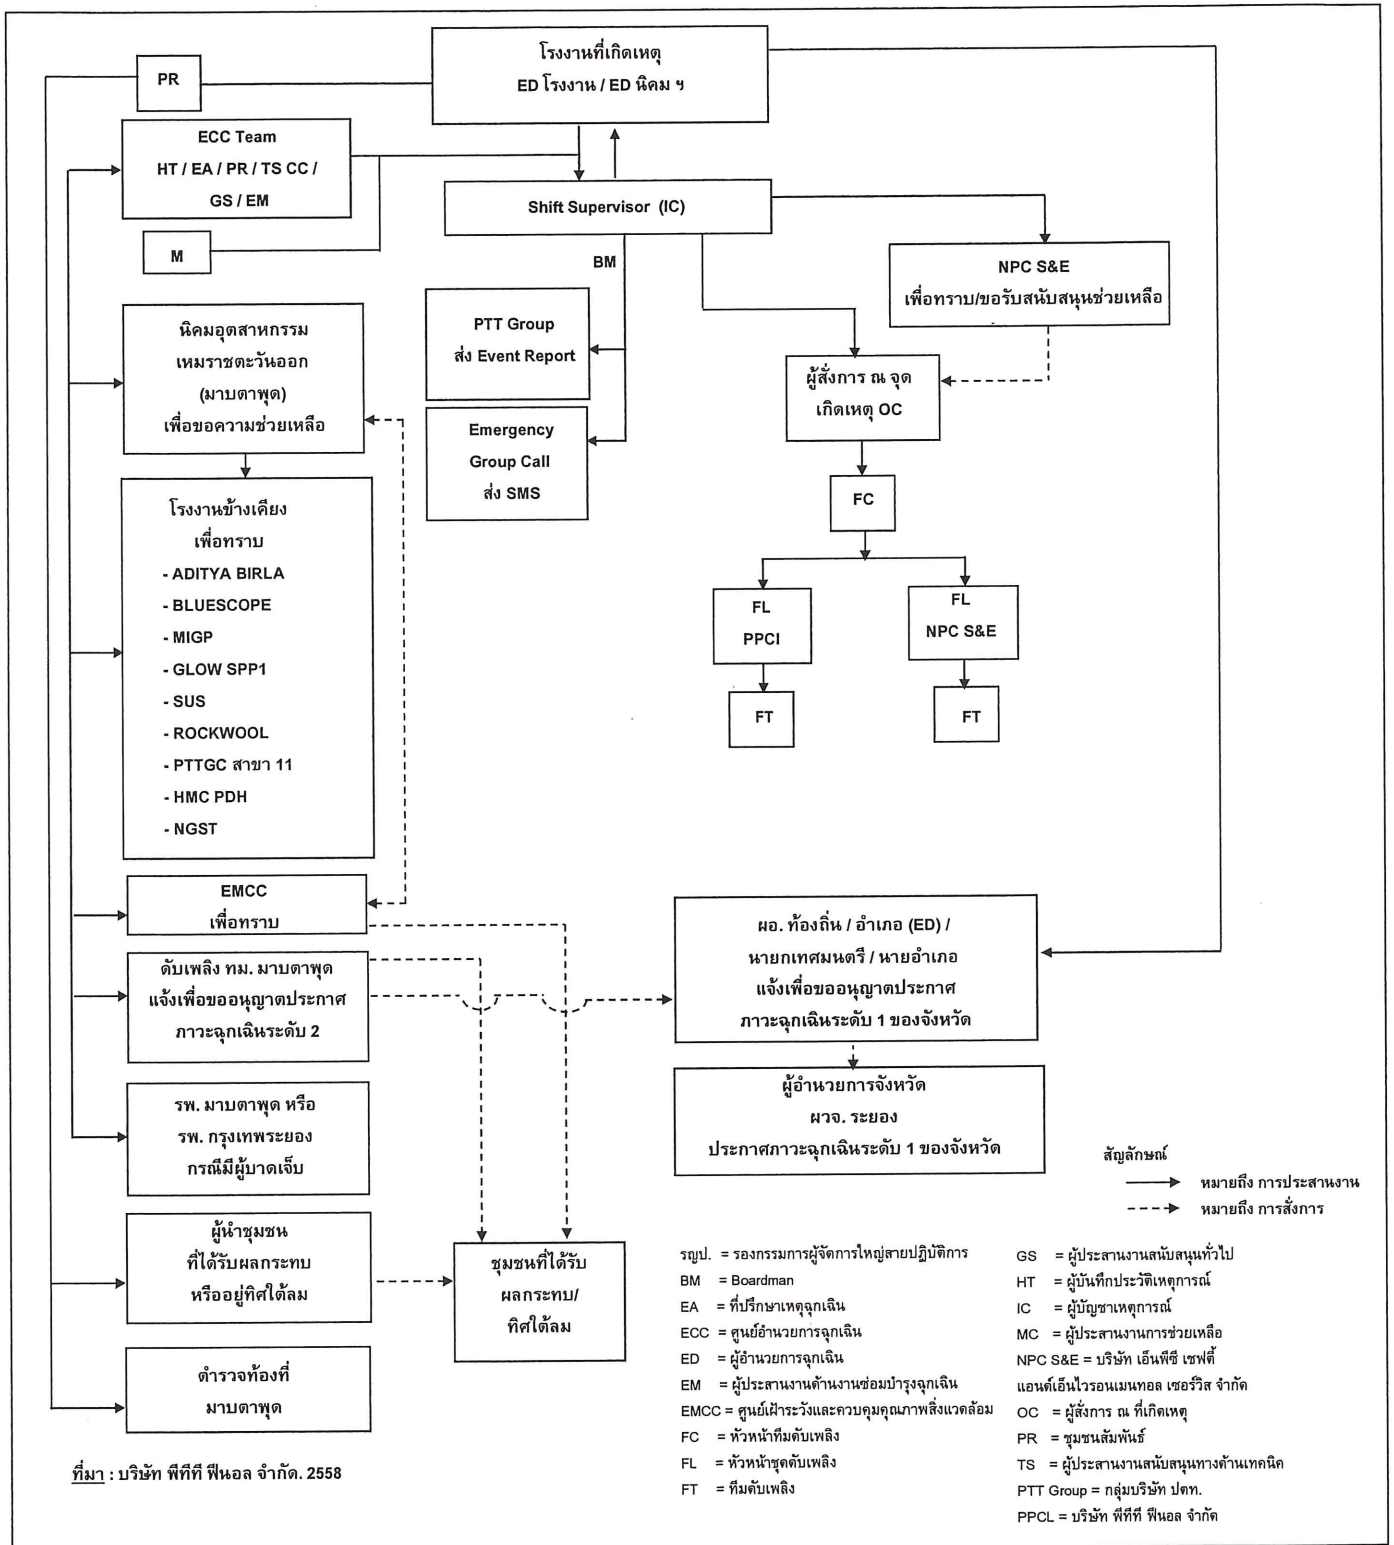 โรงงานที่เกิดเหตุ
ED โรงงาน / ED นิคม ฯ
PR
ECC Team
HT / EA / PR / TS CC /
GS / EM
Shift Supervisor (IC)
M
BM
NPC S&E
เพื่อทราบ/ขอรับสนับสนุนช่วยเหลือ
PTT Group
ส่ง Event Report
นิคมอุตสาหกรรม
เหมราชตะวันออก
(มาบตาพุด)
เพื่อขอความช่วยเหลือ
ผู้สั่งการ ณ จุด
เกิดเหตุ OC
Emergency
Group Call
ส่ง SMS
FC
โรงงานข้างเคียง
เพื่อทราบ
- ADITYA BIRLA
- BLUESCOPE
- MIGP
- GLOW SPP1
- SUS
- ROCKWOOL
- PTTGC สาขา 11
- HMC PDH
- NGST
FL
PPCI
FL
NPC S&E
FT
FT
EMCC
เพื่อทราบ
ดับเพลิง ทม. มาบตาพุด
แจ้งเพื่อขออนุญาตประกาศ
ภาวะฉุกเฉินระดับ 2
ผอ. ท้องถิ่น / อำเภอ (ED) /
นายกเทศมนตรี / นายอำเภอ
แจ้งเพื่อขออนุญาตประกาศ
ภาวะฉุกเฉินระดับ 1 ของจังหวัด
ผู้อำนวยการจังหวัด
ผวจ. ระยอง
ประกาศภาวะฉุกเฉินระดับ 1 ของจังหวัด
รพ. มาบตาพุด หรือ
รพ. กรุงเทพระยอง
กรณีมีผู้บาดเจ็บ
ผู้นำชุมชน
ที่ได้รับผลกระทบ
หรืออยู่ทิศใต้ลม
ชุมชนที่ได้รับ
ผลกระทบ/
ทิศใต้ลม
ตำรวจท้องที่
มาบตาพุด
สัญลักษณ์
หมายถึง การประสานงาน
หมายถึง การสั่งการ
รญป. = รองกรรมการผู้จัดการใหญ่สายปฏิบัติการ
BM = Boardman
EA = ที่ปรึกษาเหตุฉุกเฉิน
ECC = ศูนย์อำนวยการฉุกเฉิน
ED = ผู้อำนวยการฉุกเฉิน
EM = ผู้ประสานงานด้านงานซ่อมบำรุงฉุกเฉิน
EMCC = ศูนย์เฝ้าระวังและควบคุมคุณภาพสิ่งแวดล้อม
FC = หัวหน้าทีมดับเพลิง
FL = หัวหน้าชุดดับเพลิง
FT = ทีมดับเพลิง
GS = ผู้ประสานงานสนับสนุนทั่วไป
HT = ผู้บันทึกประวัติเหตุการณ์
IC = ผู้บัญชาเหตุการณ์
MC = ผู้ประสานงานการช่วยเหลือ
NPC S&E = บริษัท เอ็นพีซี เซฟตี้
แอนด์เอ็นไวรอนเมนทอล เซอร์วิส จำกัด
OC = ผู้สั่งการ ณ ที่เกิดเหตุ
PR = ชุมชนสัมพันธ์
TS = ผู้ประสานงานสนับสนุนทางด้านเทคนิค
PTT Group = กลุ่มบริษัท ปตท.
PPCL = บริษัท พีทีที ฟีนอล จำกัด
ที่มา : บริษัท พีทีที ฟีนอล จำกัด. 2558